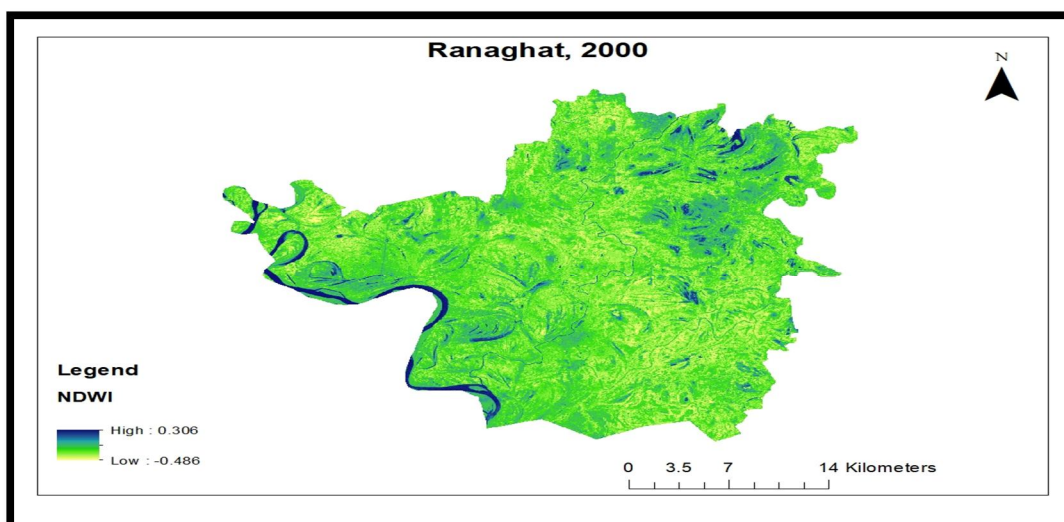 Ranaghat, 2000
N
Legend
NDWI
High : 0.306
Low : -0.486
0 3.5 7 14 Kilometers